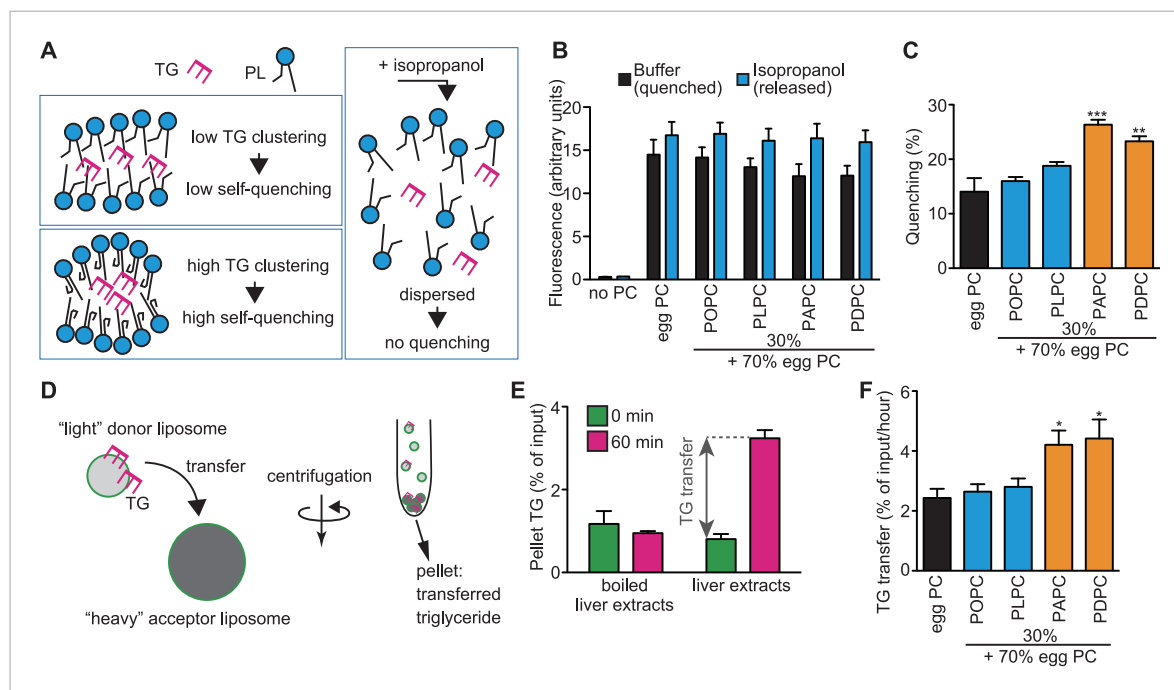 A
TG
PL
low TG clustering
low self-quenching
high TG clustering
high self-quenching
+ isopropanol
dispersed
no quenching
B
Buffer
(quenched)
Isopropanol
(released)
Fluorescence (arbitrary units)
20
15
10
5
0
no PC
egg PC
POPC
PLPC
PAPC
PDPC
30%
+ 70% egg PC
C
Quenching (%)
30
20
10
0
***
**
egg PC
POPC
PLPC
PAPC
PDPC
30%
+ 70% egg PC
D
“light” donor liposome
TG
transfer
“heavy” acceptor liposome
centrifugation
pellet:
transferred
triglyceride
E
0 min
60 min
Pellet TG (% of input)
4
2
0
TG transfer
boiled
liver extracts
liver extracts
F
TG transfer (% of input/hour)
6
4
2
0
*
*
egg PC
POPC
PLPC
PAPC
PDPC
30%
+ 70% egg PC